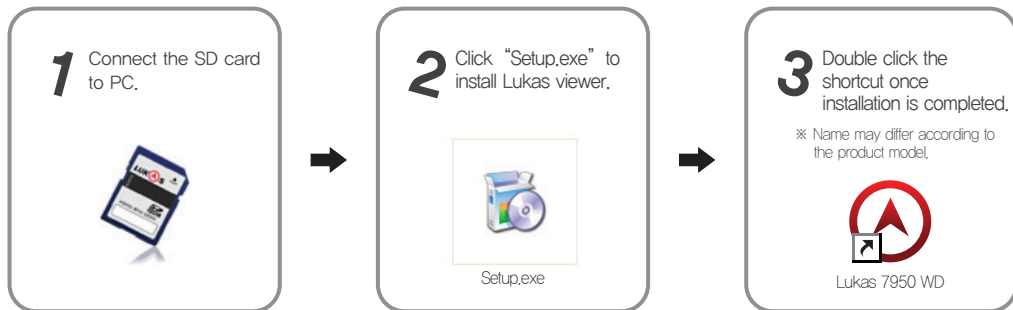 1 Connect the SD card
to PC.
LUKAS
2 Click “Setup.exe” to
install Lukas viewer.
Setup.exe
3 Double click the
shortcut once
installation is completed.
※ Name may differ according to
the product model.
Lukas 7950 WD